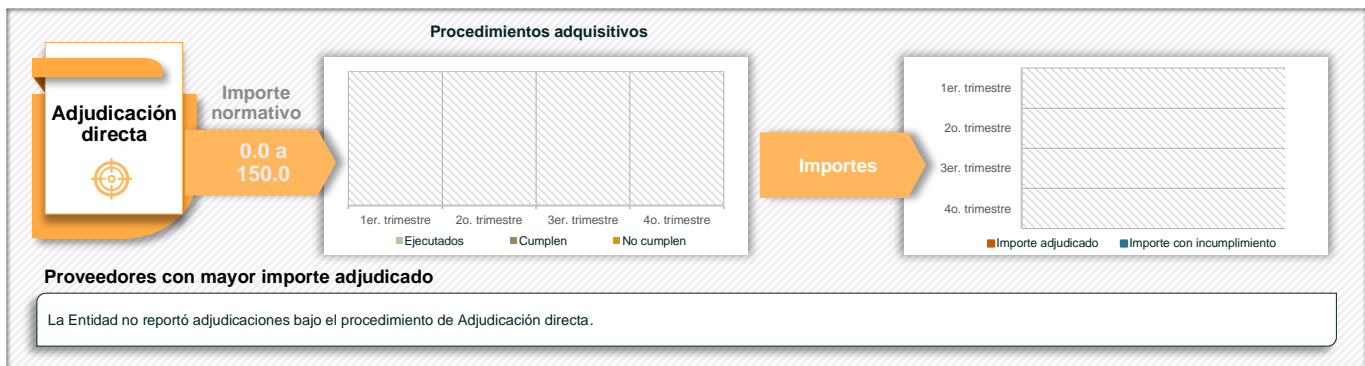 Procedimientos adquisitivos
Adjudicación
directa
Importe
normativo
0.0 a
150.0
1er. trimestre 2o. trimestre 3er. trimestre 4o. trimestre
Ejecutados Cumplen No cumplen
Importes
1er. trimestre
2o. trimestre
3er. trimestre
4o. trimestre
Importe adjudicado Importe con incumplimiento
Proveedores con mayor importe adjudicado
La Entidad no reportó adjudicaciones bajo el procedimiento de Adjudicación directa.